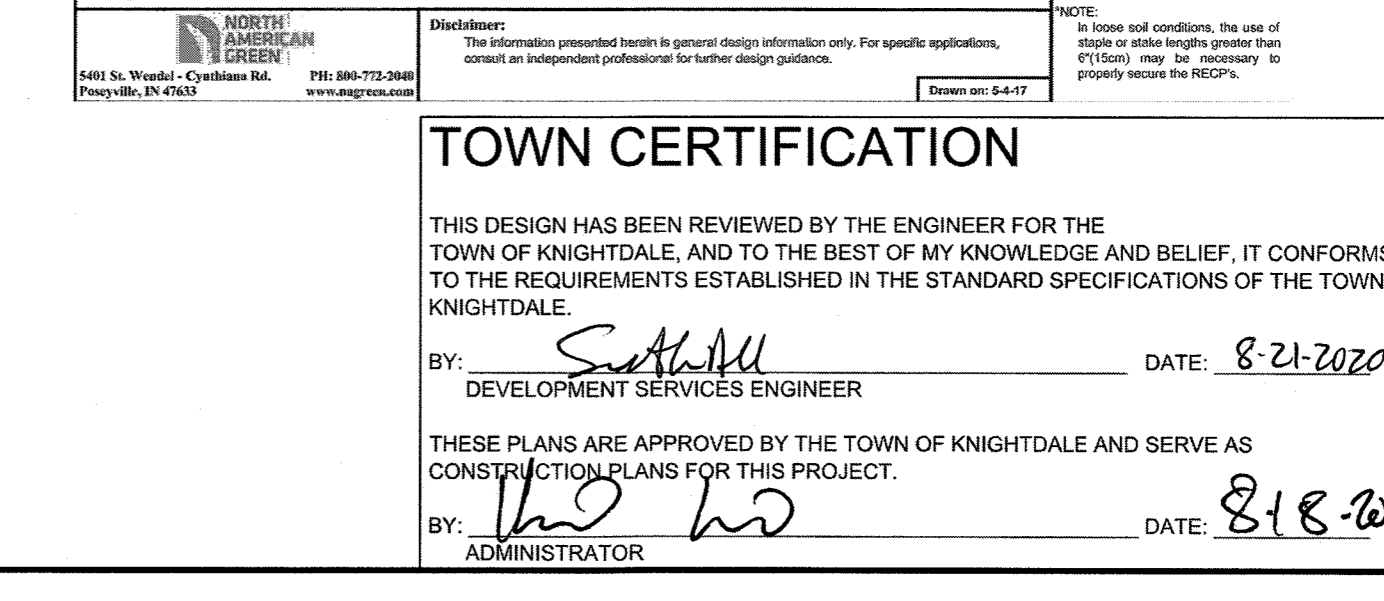 NORTH
AMERICAN
GREEN
5401 St. Wendel - Cynthiana Rd.
Poseyville, IN 47633
PH: 800-772-2040
www.nagreen.com
Disclaimer:
The information presented herein is general design information only. For specific applications,
consult an independent professional for further design guidance.
Drawn on: 5-4-17
*NOTE:
In loose soil conditions, the use of
staple or stake lengths greater than
6"(15cm) may be necessary to
properly secure the RECP's.
TOWN CERTIFICATION
THIS DESIGN HAS BEEN REVIEWED BY THE ENGINEER FOR THE
TOWN OF KNIGHTDALE, AND TO THE BEST OF MY KNOWLEDGE AND BELIEF, IT CONFORMS
TO THE REQUIREMENTS ESTABLISHED IN THE STANDARD SPECIFICATIONS OF THE TOWN
KNIGHTDALE.
BY: DATE: 8-21-2020
DEVELOPMENT SERVICES ENGINEER
THESE PLANS ARE APPROVED BY THE TOWN OF KNIGHTDALE AND SERVE AS
CONSTRUCTION PLANS FOR THIS PROJECT.
BY: DATE: 8-18-20
ADMINISTRATOR